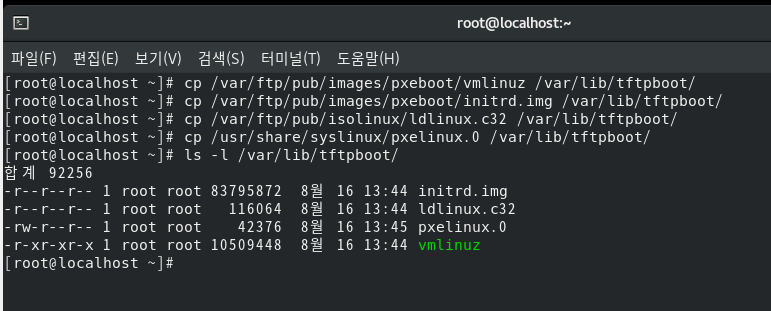 root@localhost:~
파일(F) 편집(E) 보기(V) 검색(S) 터미널(T) 도움말(H)
[root@localhost ~]# cp /var/ftp/pub/images/pxeboot/vmlinuz /var/lib/tftpboot/
[root@localhost ~]# cp /var/ftp/pub/images/pxeboot/initrd.img /var/lib/tftpboot/
[root@localhost ~]# cp /var/ftp/pub/isolinux/ldlinux.c32 /var/lib/tftpboot/
[root@localhost ~]# cp /usr/share/syslinux/pxelinux.0 /var/lib/tftpboot/
[root@localhost ~]# ls -l /var/lib/tftpboot/
합계 92256
-r--r--r-- 1 root root 83795872  8월 16 13:44 initrd.img
-r--r--r-- 1 root root   116064  8월 16 13:44 ldlinux.c32
-rw-r--r-- 1 root root    42376  8월 16 13:45 pxelinux.0
-r-xr-xr-x 1 root root 10509448  8월 16 13:44 vmlinuz
[root@localhost ~]#